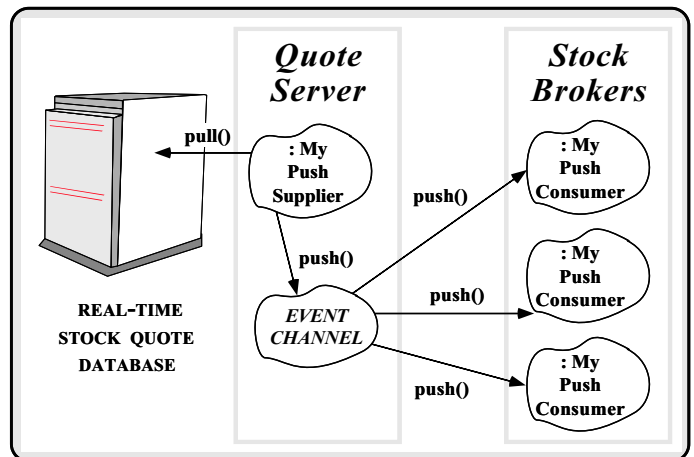 Quote
Server
Stock
Brokers
pull()
: My
Push
Supplier
push()
EVENT
CHANNEL
push()
push()
push()
: My
Push
Consumer
: My
Push
Consumer
: My
Push
Consumer
REAL-TIME
STOCK QUOTE
DATABASE